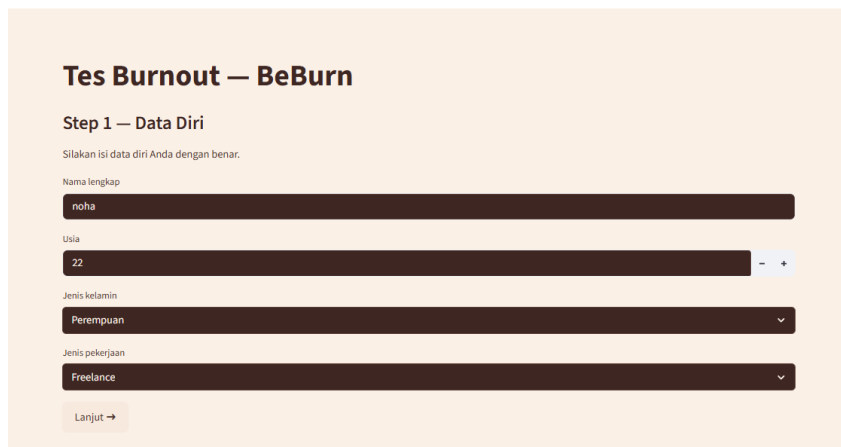 Tes Burnout — BeBurn
Step 1 — Data Diri
Silakan isi data diri Anda dengan benar.
Nama lengkap
noha
Usia
22 − +
Jenis kelamin
Perempuan
Jenis pekerjaan
Freelance
Lanjut →